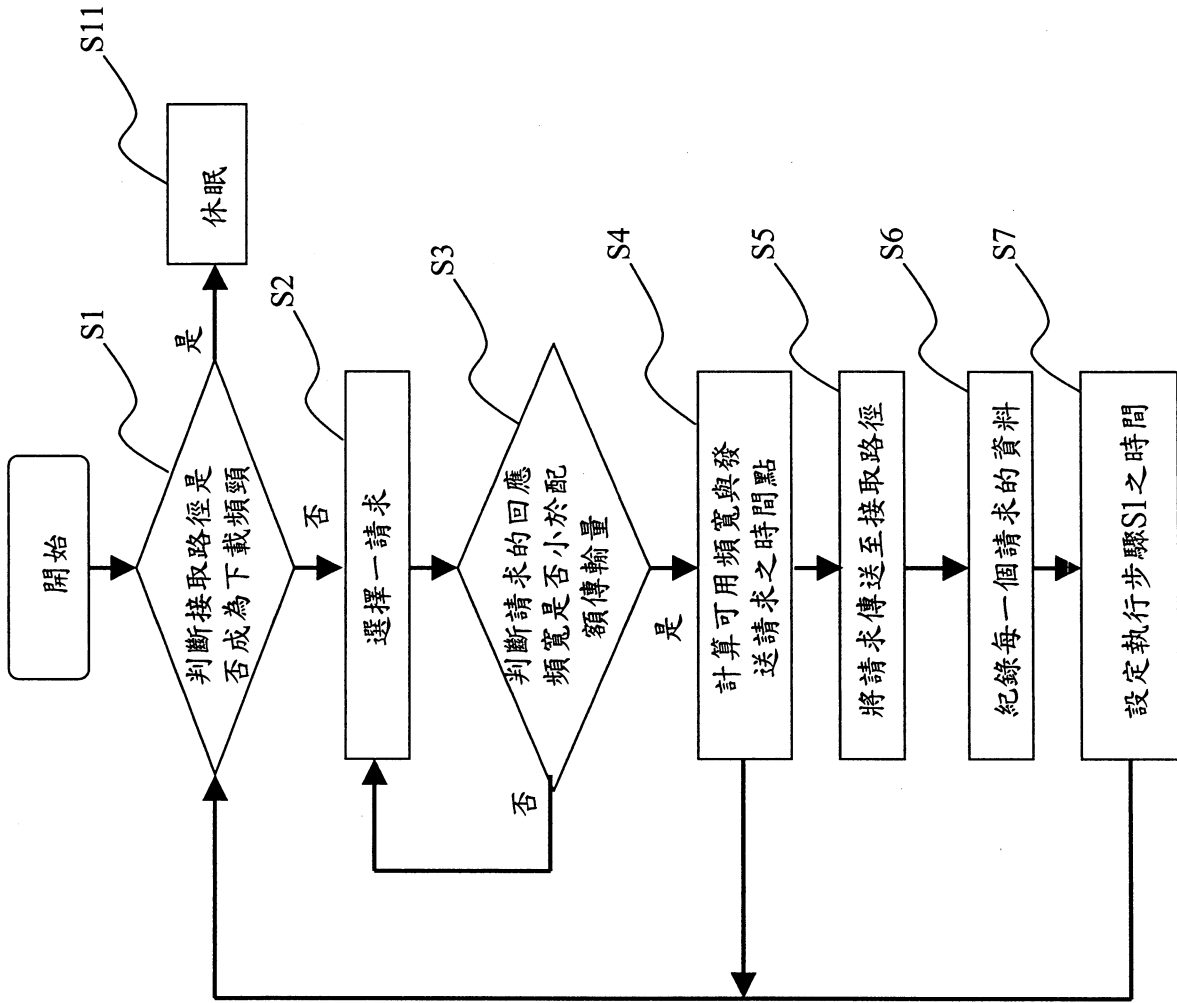 開始
S1
判斷接取路徑是
否成為下載頻頸
是
S11
休眠
否
S2
選擇一請求
S3
判斷請求的回應
頻寬是否小於配
額傳輸量
否
是
S4
計算可用頻寬與發
送請求之時間點
S5
將請求傳送至接取路徑
S6
紀錄每一個請求的資料
S7
設定執行步驟S1之時間